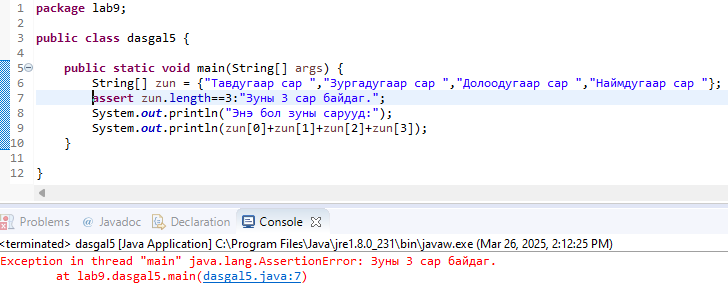 1 package lab9;
2
3 public class dasgal5 {
4
5 public static void main(String[] args) {
6 String[] zun = {"Тавдугаар сар ","Зургадугаар сар ","Долоодугаар сар ","Наймдугаар сар "};
7 assert zun.length==3:"Зуны 3 сар байдаг.";
8 System.out.println("Энэ бол зуны сарууд:");
9 System.out.println(zun[0]+zun[1]+zun[2]+zun[3]);
10 }
11
12 }
Problems @ Javadoc Declaration Console
<terminated> dasgal5 [Java Application] C:\Program Files\Java\jre1.8.0_231\bin\javaw.exe (Mar 26, 2025, 2:12:25 PM)
Exception in thread "main" java.lang.AssertionError: Зуны 3 сар байдаг.
at lab9.dasgal5.main(dasgal5.java:7)